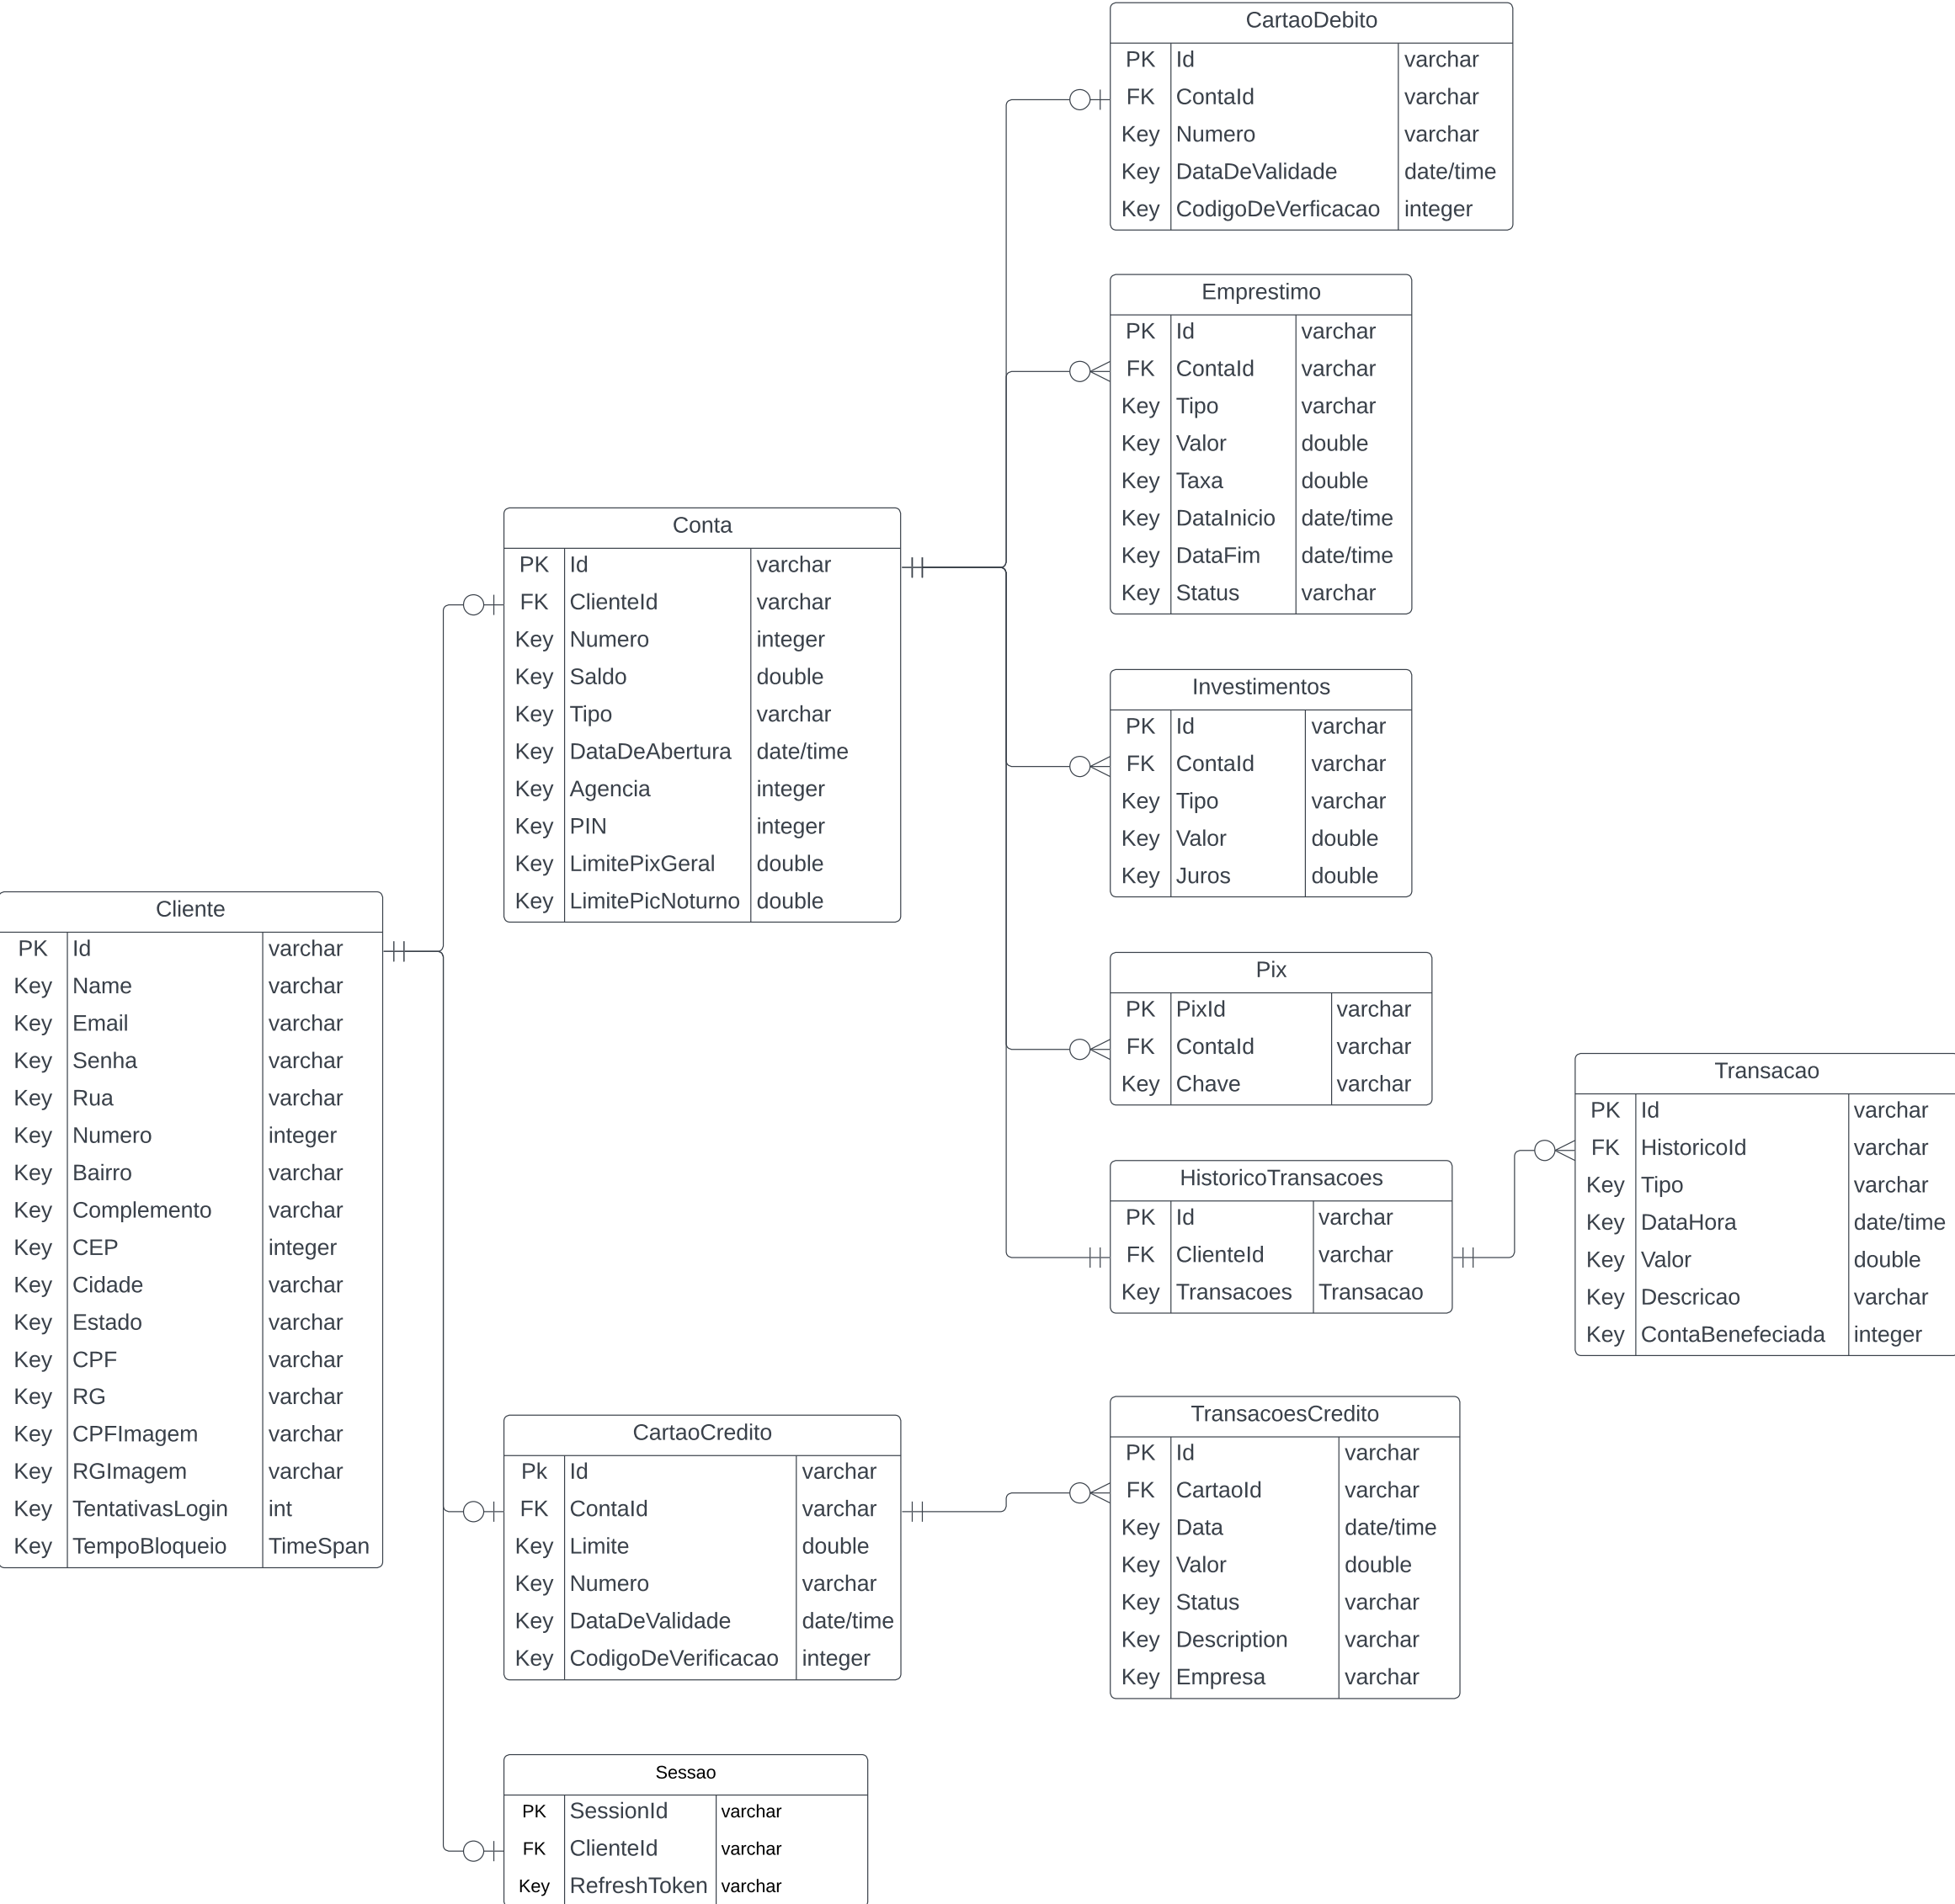 CartaoDebito
PK Id varchar
FK ContaId varchar
Key Numero varchar
Key DataDeValidade date/time
Key CodigoDeVerficacao integer
Emprestimo
PK Id varchar
FK ContaId varchar
Key Tipo varchar
Key Valor double
Key Taxa double
Key DataInicio date/time
Key DataFim date/time
Key Status varchar
Conta
PK Id varchar
FK ClienteId varchar
Key Numero integer
Key Saldo double
Key Tipo varchar
Key DataDeAbertura date/time
Key Agencia integer
Key PIN integer
Key LimitePixGeral double
Key LimitePicNoturno double
Investimentos
PK Id varchar
FK ContaId varchar
Key Tipo varchar
Key Valor double
Key Juros double
Cliente
PK Id varchar
Key Name varchar
Key Email varchar
Key Senha varchar
Key Rua varchar
Key Numero integer
Key Bairro varchar
Key Complemento varchar
Key CEP integer
Key Cidade varchar
Key Estado varchar
Key CPF varchar
Key RG varchar
Key CPFImagem varchar
Key RGImagem varchar
Key TentativasLogin int
Key TempoBloqueio TimeSpan
Pix
PK PixId varchar
FK ContaId varchar
Key Chave varchar
Transacao
PK Id varchar
FK HistoricoId varchar
Key Tipo varchar
Key DataHora date/time
Key Valor double
Key Descricao varchar
Key ContaBenefeciada integer
HistoricoTransacoes
PK Id varchar
FK ClienteId varchar
Key Transacoes Transacao
CartaoCredito
Pk Id varchar
FK ContaId varchar
Key Limite double
Key Numero varchar
Key DataDeValidade date/time
Key CodigoDeVerificacao integer
TransacoesCredito
PK Id varchar
FK CartaoId varchar
Key Data date/time
Key Valor double
Key Status varchar
Key Description varchar
Key Empresa varchar
Sessao
PK SessionId varchar
FK ClienteId varchar
Key RefreshToken varchar